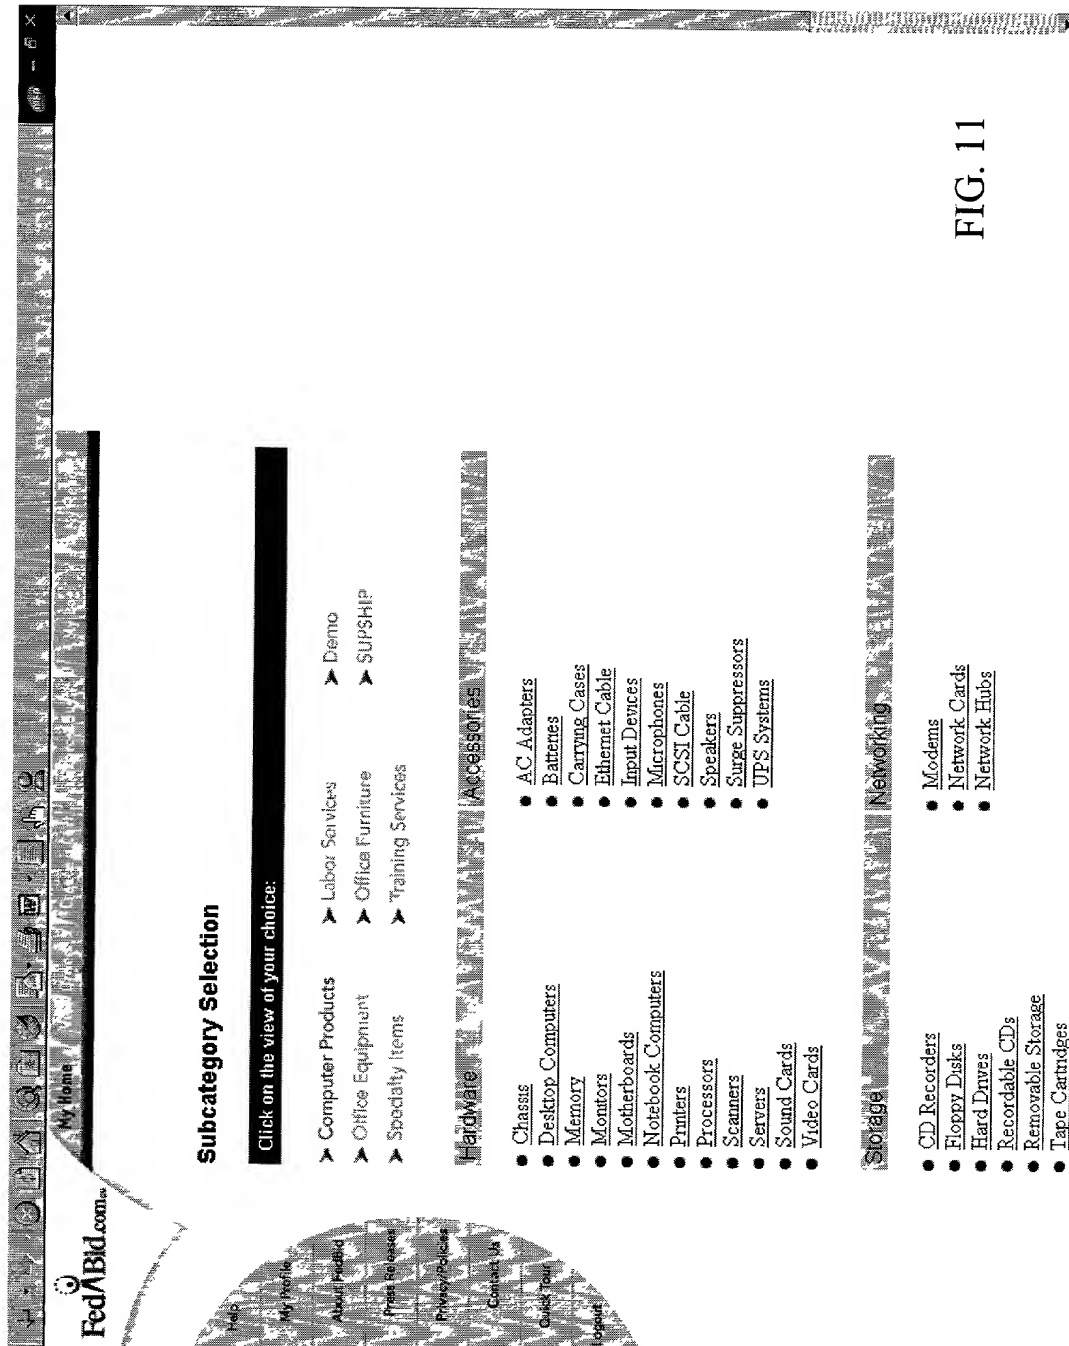 FedBid.com
My Home
Help
My Profile
About FedBid
Press Releases
Privacy/Policies
Contact Us
Quick Tour
Logout
Subcategory Selection
Click on the view of your choice:
➤ Computer Products ➤ Labor Services ➤ Demo
➤ Office Equipment ➤ Office Furniture ➤ SUPSHIP
➤ Specialty Items ➤ Training Services
Hardware
• Chassis
• Desktop Computers
• Memory
• Monitors
• Motherboards
• Notebook Computers
• Printers
• Processors
• Scanners
• Servers
• Sound Cards
• Video Cards
Accessories
• AC Adapters
• Batteries
• Carrying Cases
• Ethernet Cable
• Input Devices
• Microphones
• SCSI Cable
• Speakers
• Surge Suppressors
• UPS Systems
Storage
• CD Recorders
• Floppy Disks
• Hard Drives
• Recordable CDs
• Removable Storage
• Tape Cartridges
Networking
• Modems
• Network Cards
• Network Hubs
FIG. 11